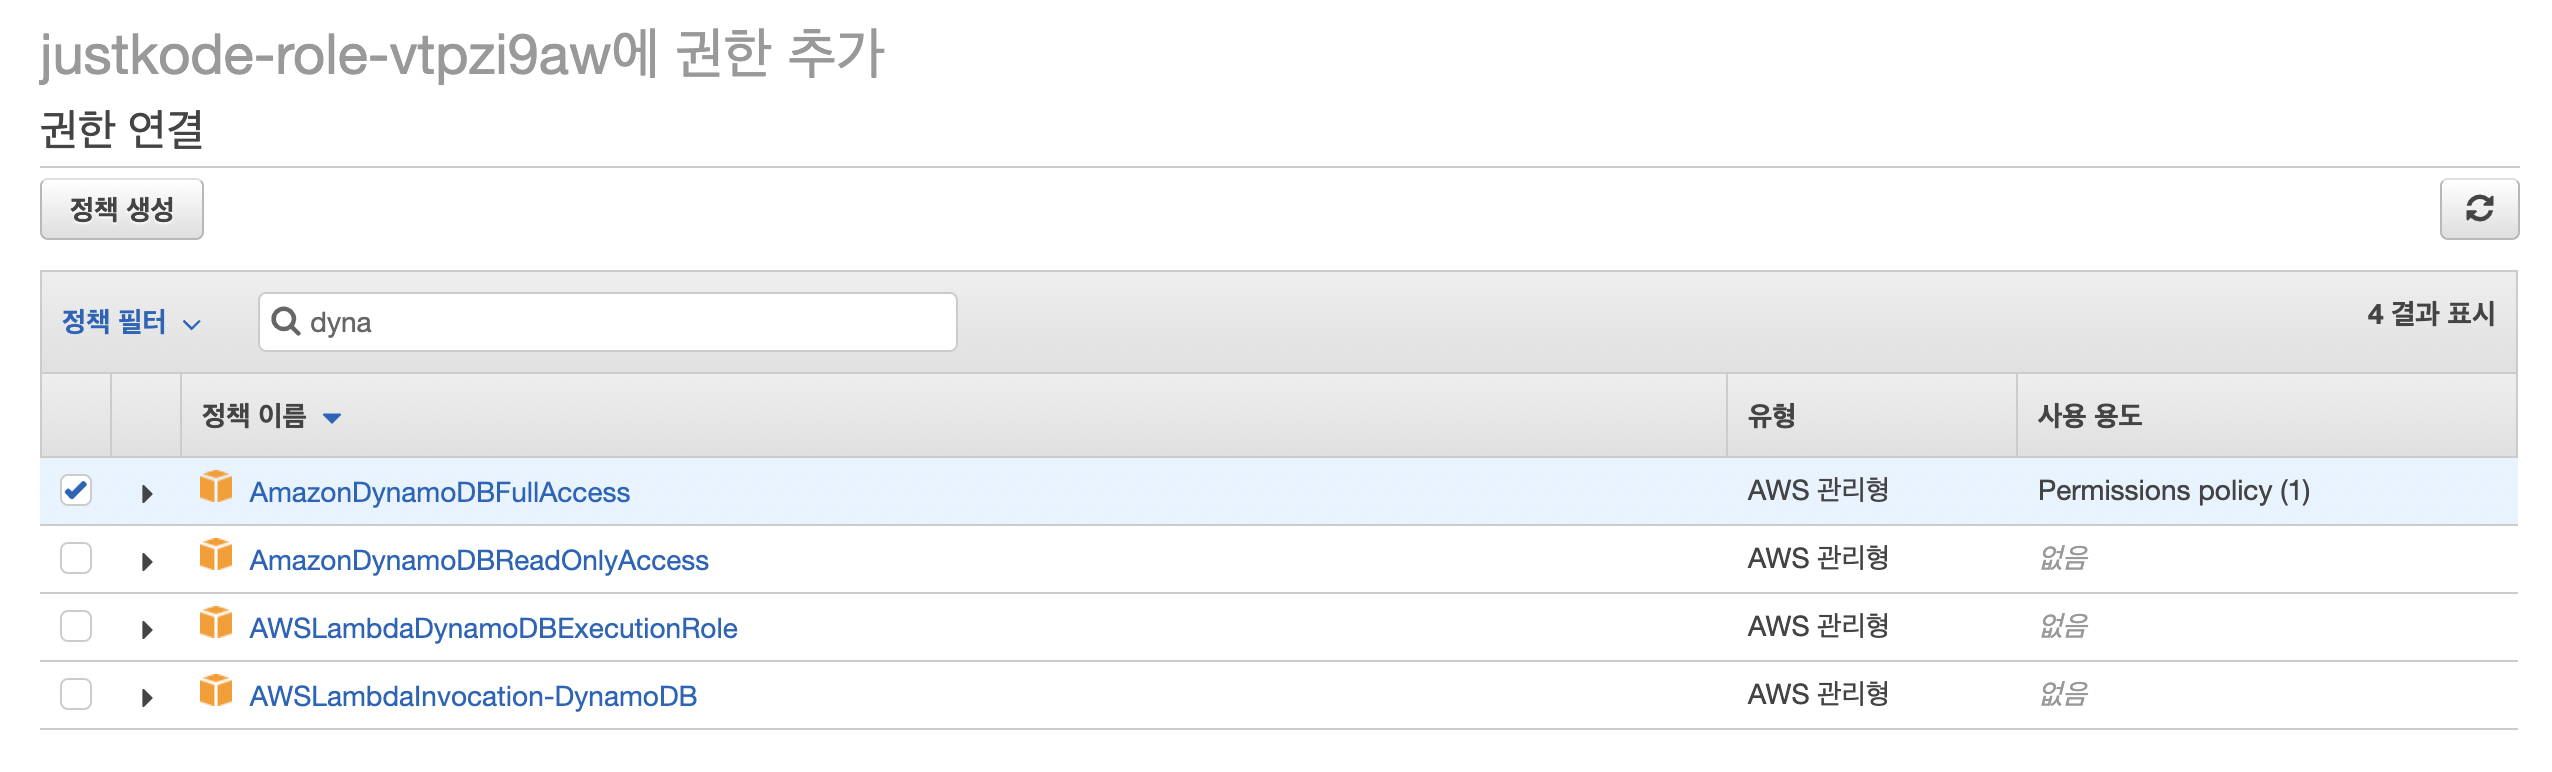 justkode-role-vtpzi9aw에 권한 추가
권한 연결
정책 생성
정책 필터 dyna 4 결과 표시
정책 이름 유형 사용 용도
AmazonDynamoDBFullAccess AWS 관리형 Permissions policy (1)
AmazonDynamoDBReadOnlyAccess AWS 관리형 없음
AWSLambdaDynamoDBExecutionRole AWS 관리형 없음
AWSLambdaInvocation-DynamoDB AWS 관리형 없음